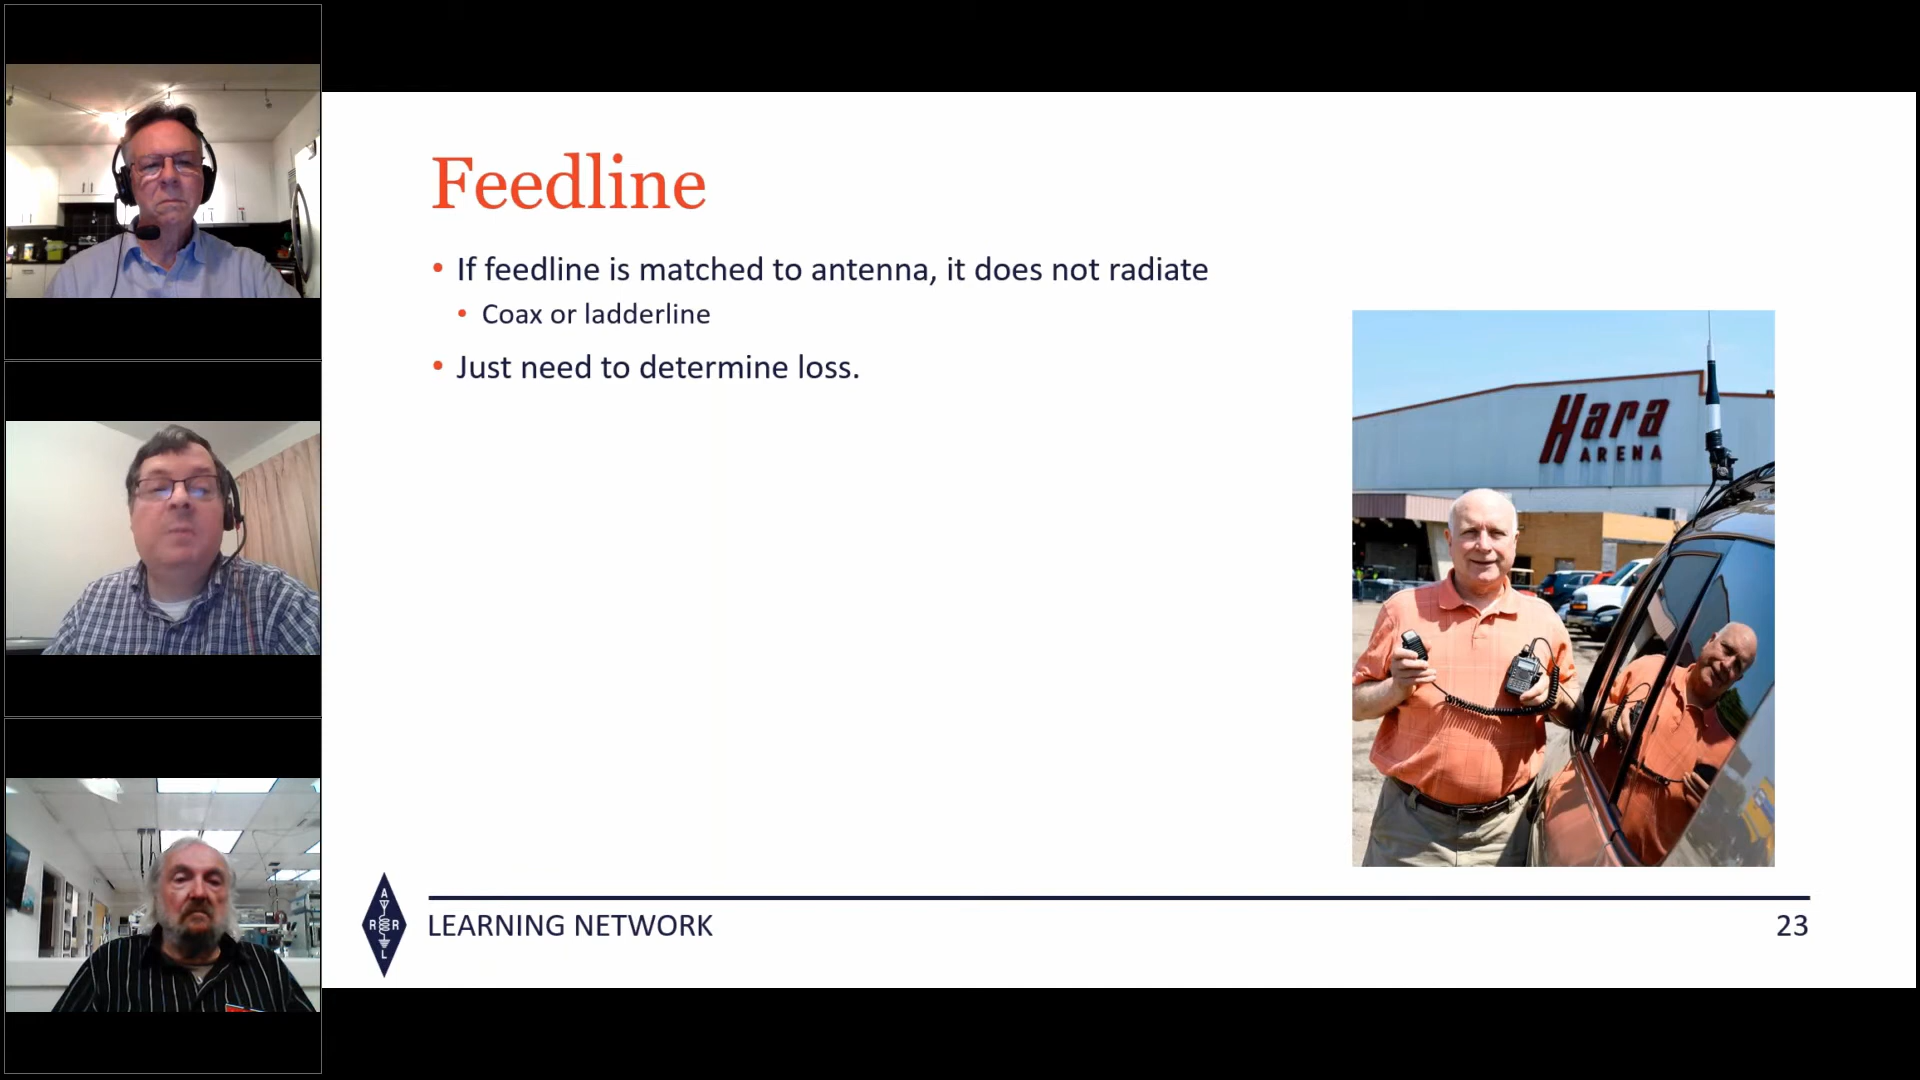 Feedline
• If feedline is matched to antenna, it does not radiate
• Coax or ladderline
• Just need to determine loss.
Hara
ARENA
A
R R
L
LEARNING NETWORK
23